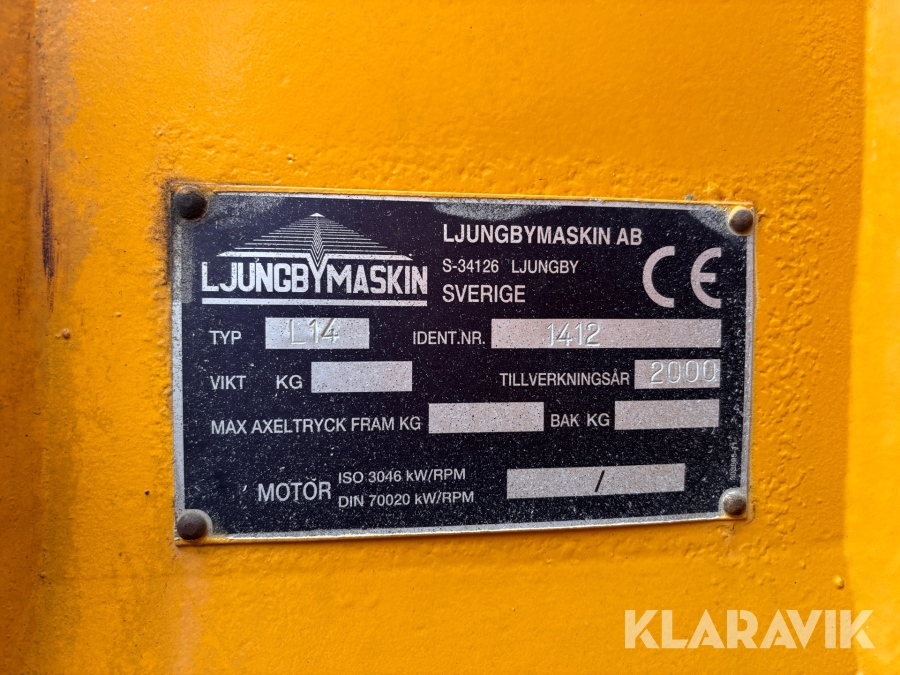 LJUNGBYMASKIN
LJUNGBYMASKIN AB
S-34126 LJUNGBY
SVERIGE
CE
TYP L14 IDENT.NR. 1412
VIKT KG TILLVERKNINGSÅR 2000
MAX AXELTRYCK FRAM KG BAK KG
MOTOR ISO 3046 kW/RPM
DIN 70020 kW/RPM /
KLARAVIK